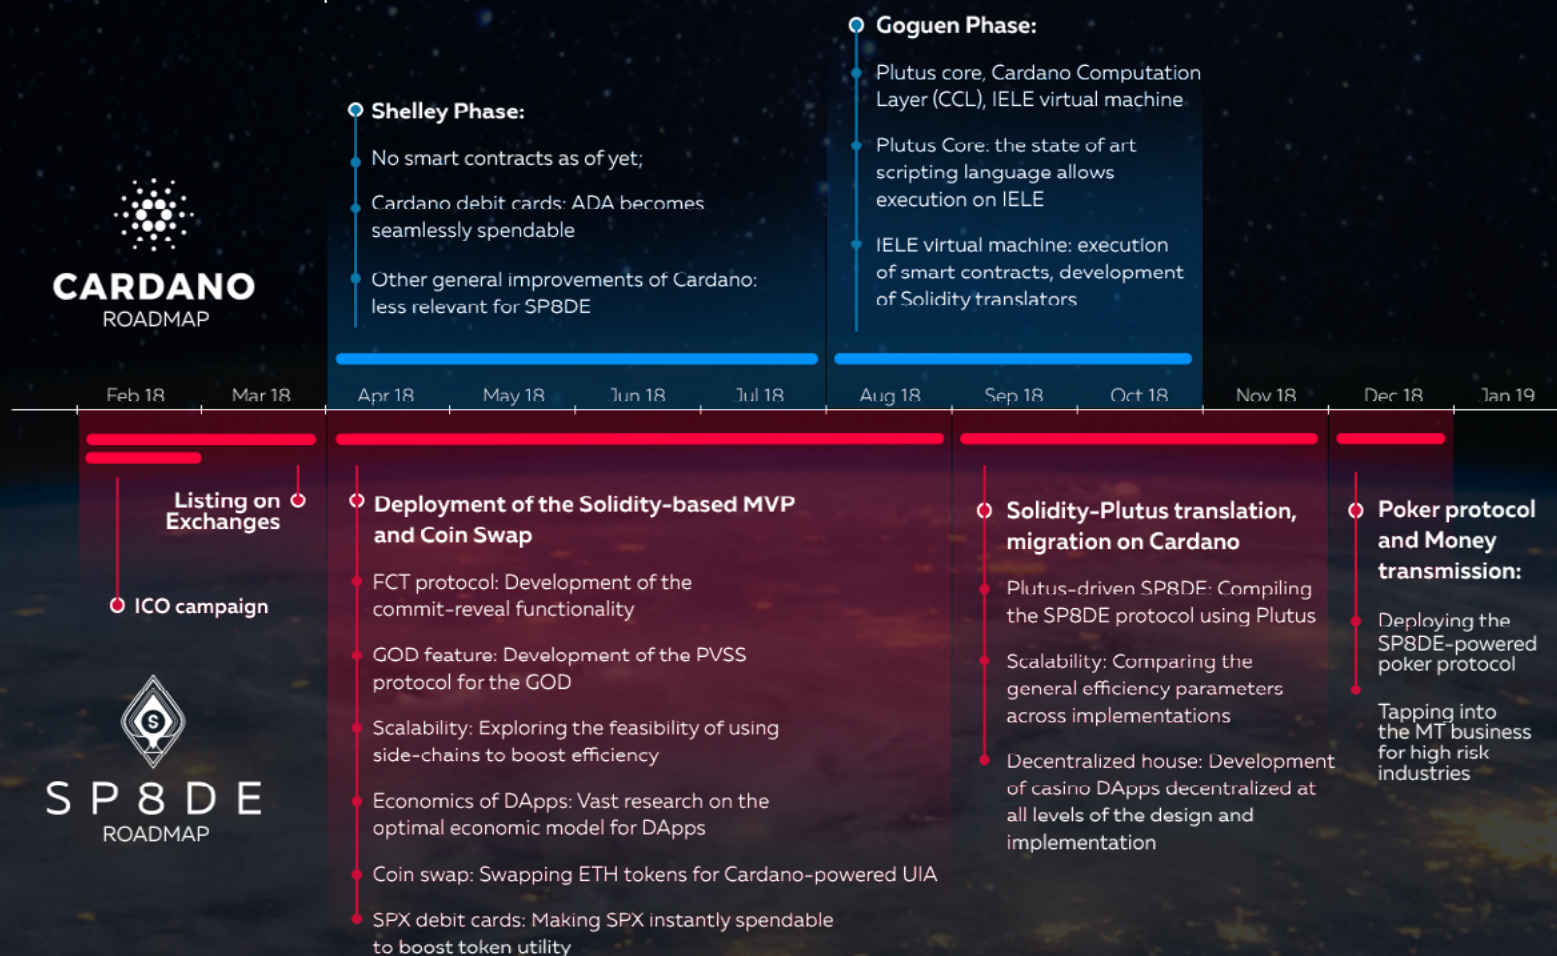 Goguen Phase:
Plutus core, Cardano Computation
Layer (CCL), IELE virtual machine
Plutus Core: the state of art
scripting language allows
execution on IELE
IELE virtual machine: execution
of smart contracts, development
of Solidity translators
Shelley Phase:
No smart contracts as of yet;
Cardano debit cards: ADA becomes
seamlessly spendable
Other general improvements of Cardano:
less relevant for SP8DE
CARDANO
ROADMAP
Feb 18 Mar 18 Apr 18 May 18 Jun 18 Jul 18 Aug 18 Sep 18 Oct 18 Nov 18 Dec 18 Jan 19
Listing on
Exchanges
ICO campaign
S
SP8DE
ROADMAP
Deployment of the Solidity-based MVP
and Coin Swap
FCT protocol: Development of the
commit-reveal functionality
GOD feature: Development of the PVSS
protocol for the GOD
Scalability: Exploring the feasibility of using
side-chains to boost efficiency
Economics of DApps: Vast research on the
optimal economic model for DApps
Coin swap: Swapping ETH tokens for Cardano-powered UIA
SPX debit cards: Making SPX instantly spendable
to boost token utility
Solidity-Plutus translation,
migration on Cardano
Plutus-driven SP8DE: Compiling
the SP8DE protocol using Plutus
Scalability: Comparing the
general efficiency parameters
across implementations
Decentralized house: Development
of casino DApps decentralized at
all levels of the design and
implementation
Poker protocol
and Money
transmission:
Deploying the
SP8DE-powered
poker protocol
Tapping into
the MT business
for high risk
industries